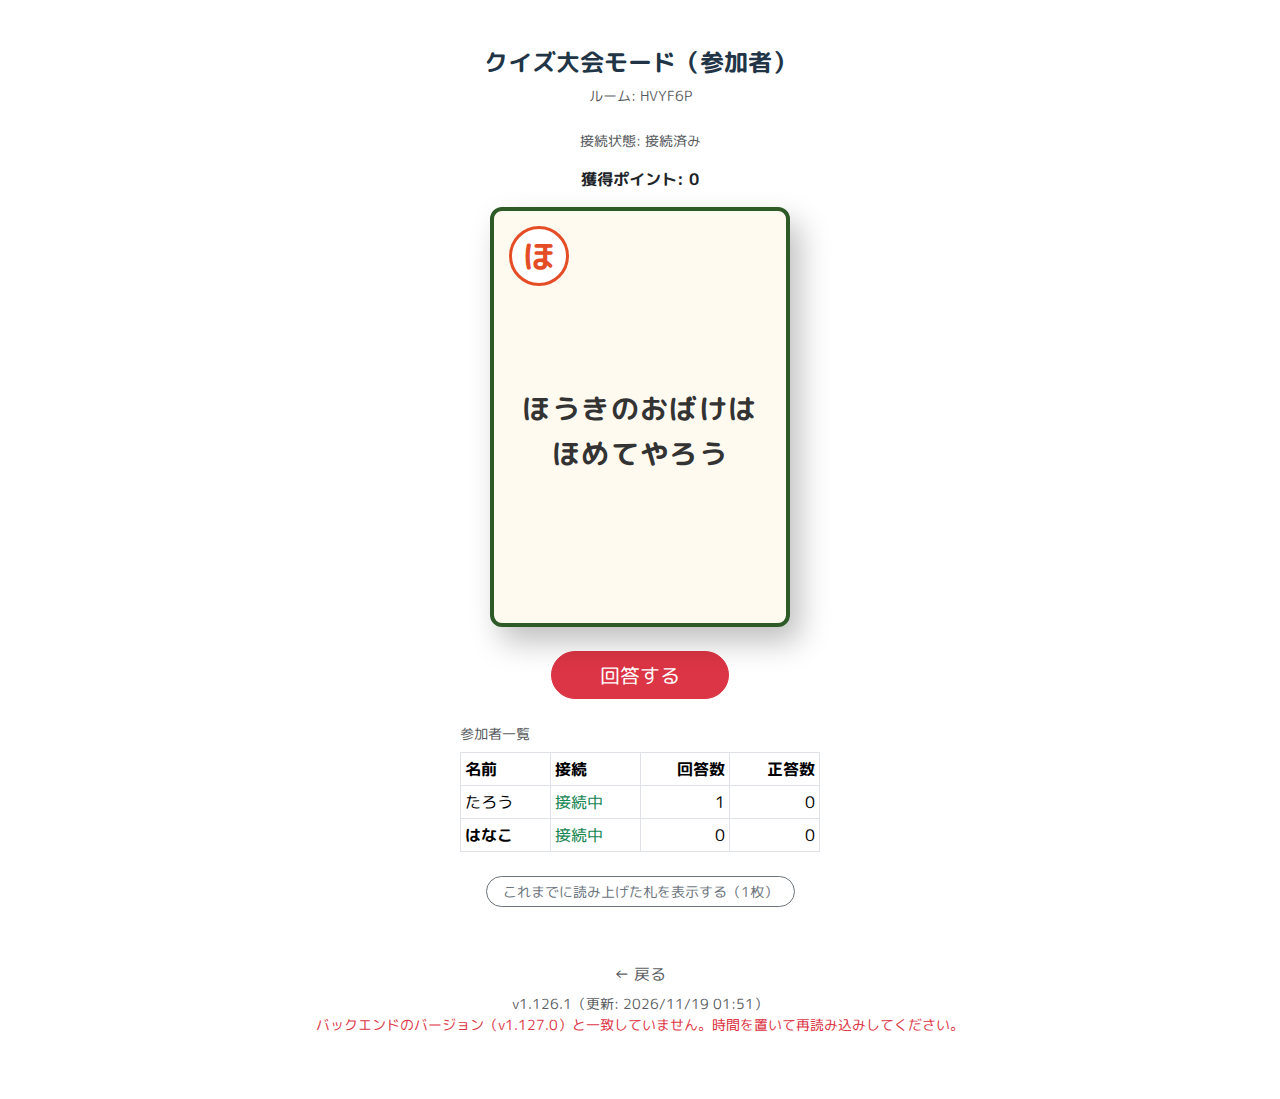 クイズ大会モード（参加者）
ルーム: HVYF6P
接続状態: 接続済み
獲得ポイント: 0
ほ
ほうきのおばけは
ほめてやろう
回答する
参加者一覧
名前 接続 回答数 正答数
たろう 接続中 1 0
はなこ 接続中 0 0
これまでに読み上げた札を表示する（1枚）
← 戻る
v1.126.1（更新: 2026/11/19 01:51）
バックエンドのバージョン（v1.127.0）と一致していません。時間を置いて再読み込みしてください。